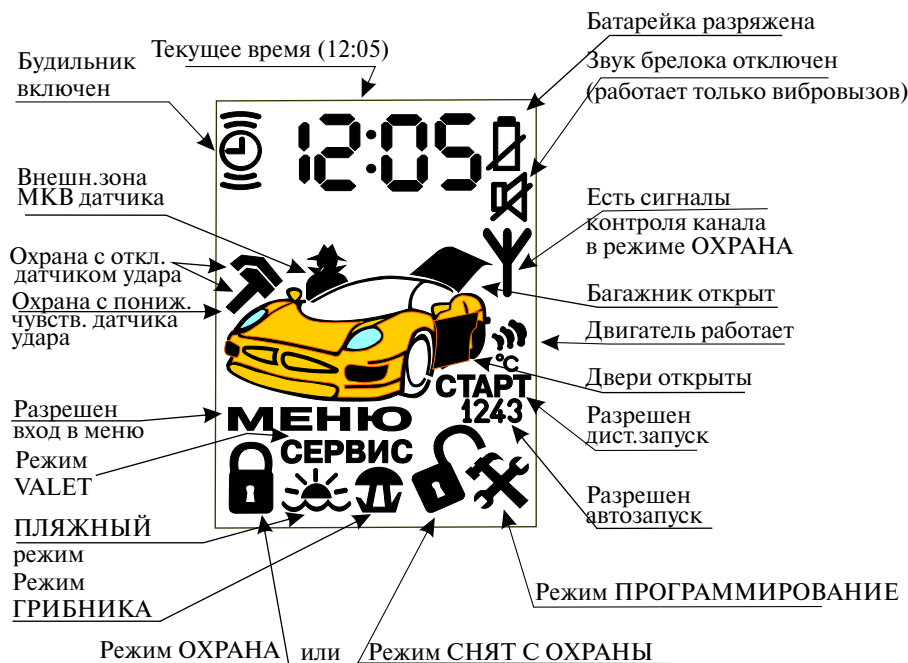 Батарейка разряжена
Текущее время (12:05)
Будильник
включен
Звук брелока отключен
(работает только вибровызов)
12:05
Внешн.зона
МКВ датчика
Есть сигналы
контроля канала
в режиме ОХРАНА
Охрана с откл.
датчиком удара
Охрана с пониж.
чувств. датчика
удара
Багажник открыт
Двигатель работает
°C
Двери открыты
СТАРТ
1243
Разрешен
вход в меню
МЕНЮ
Разрешен
дист.запуск
СЕРВИС
Режим
VALET
Разрешен
автозапуск
ПЛЯЖНЫЙ
режим
Режим
ГРИБНИКА
Режим ПРОГРАММИРОВАНИЕ
Режим ОХРАНА или Режим СНЯТ С ОХРАНЫ